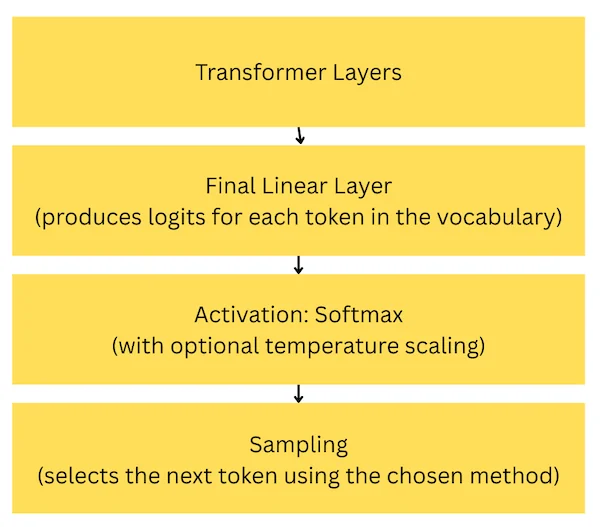 Transformer Layers
Final Linear Layer
(produces logits for each token in the vocabulary)
Activation: Softmax
(with optional temperature scaling)
Sampling
(selects the next token using the chosen method)